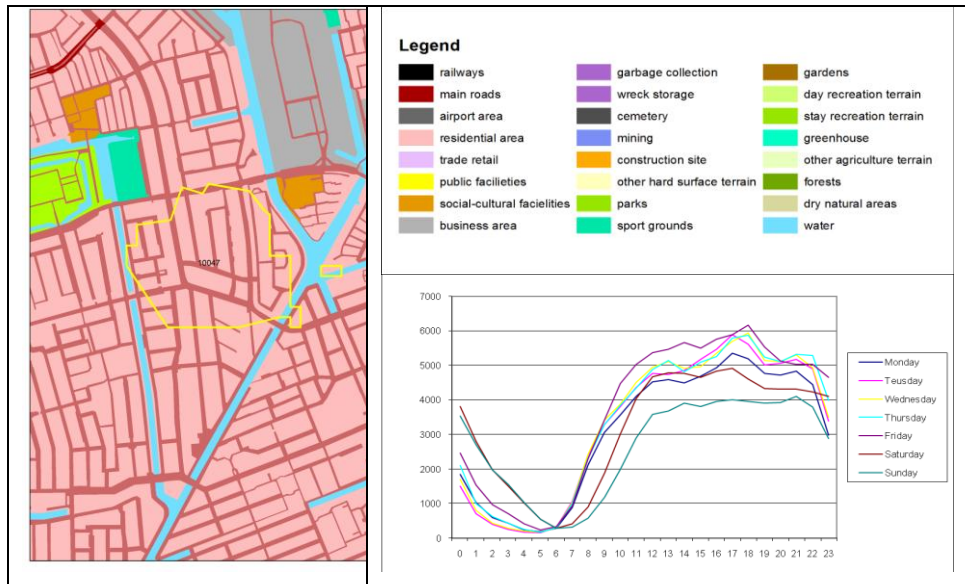 10047
Legend
railways
main roads
airport area
residential area
trade retail
public facilieties
social-cultural facielities
business area
garbage collection
wreck storage
cemetery
mining
construction site
other hard surface terrain
parks
sport grounds
gardens
day recreation terrain
stay recreation terrain
greenhouse
other agriculture terrain
forests
dry natural areas
water
7000
6000
5000
4000
3000
2000
1000
0
0 1 2 3 4 5 6 7 8 9 10 11 12 13 14 15 16 17 18 19 20 21 22 23
Monday
Teusday
Wednesday
Thursday
Friday
Saturday
Sunday